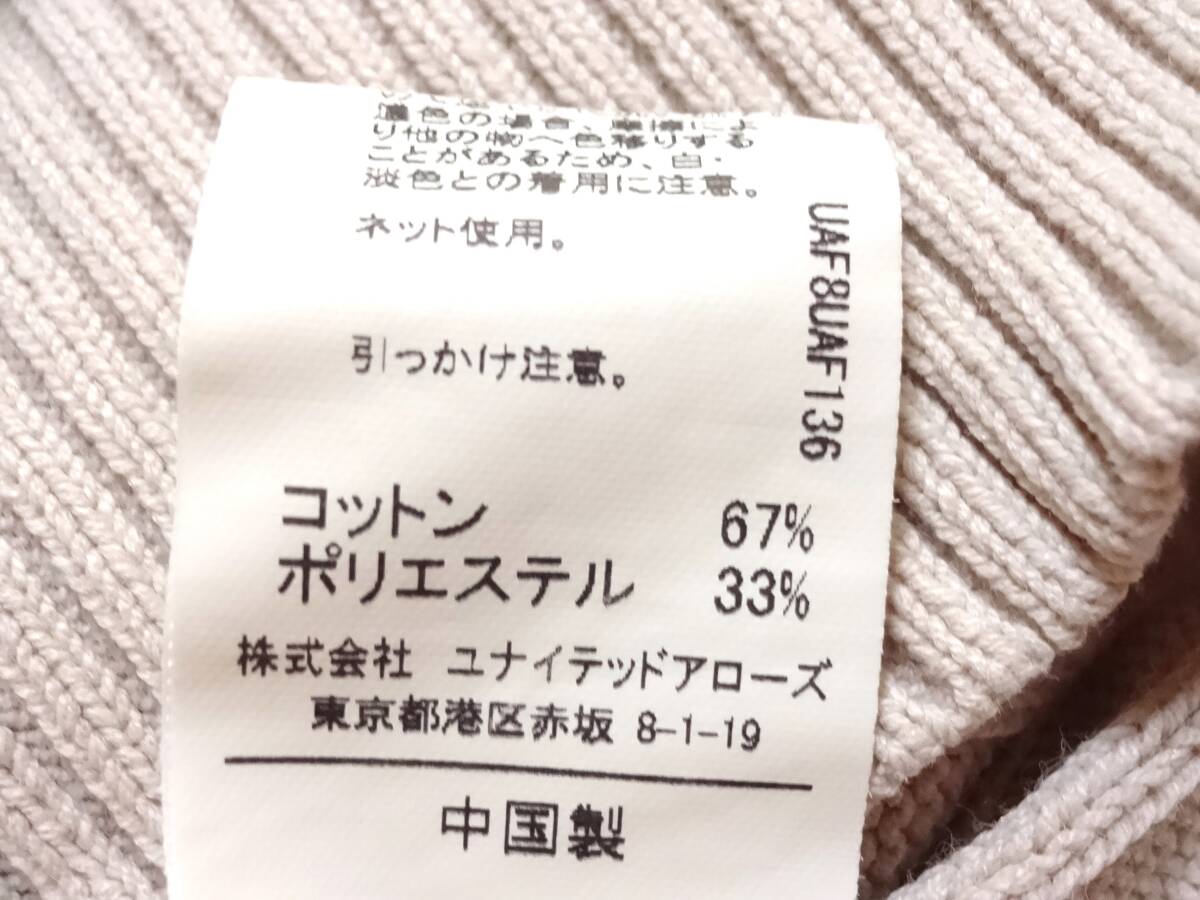 濃色の場合、摩擦によ
り他の物へ色移りする
ことがあるため、白・
淡色との着用に注意。
ネット使用。
引っかけ注意。
UAF8UAF136
コットン 67%
ポリエステル 33%
株式会社 ユナイテッドアローズ
東京都港区赤坂 8-1-19
中国製